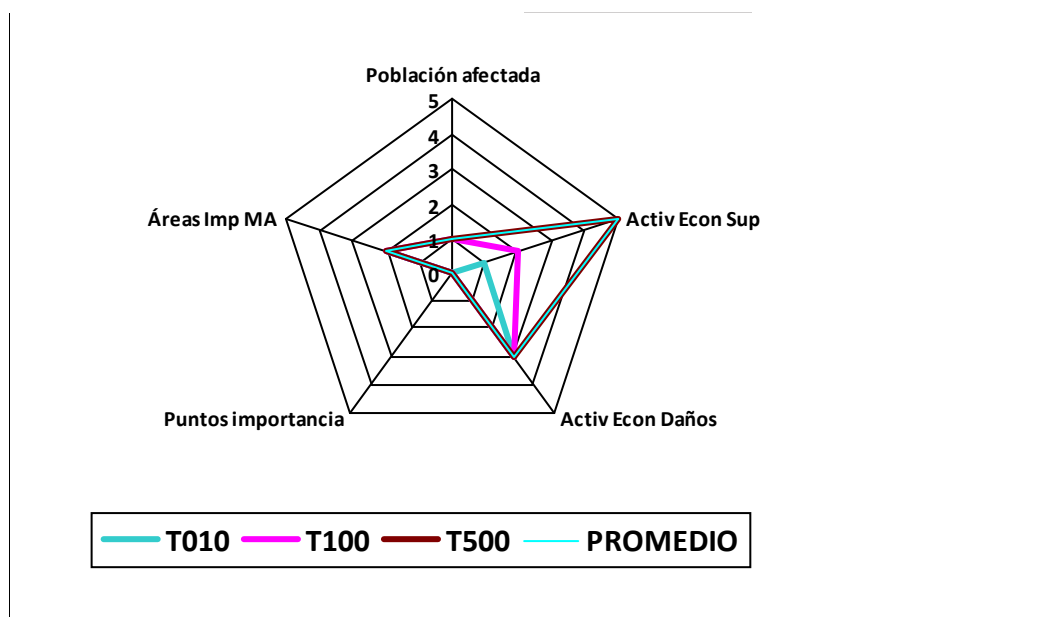 Población afectada
5
4
3
2
1
0
Áreas Imp MA
Activ Econ Sup
Puntos importancia
Activ Econ Daños
T010 T100 T500 PROMEDIO